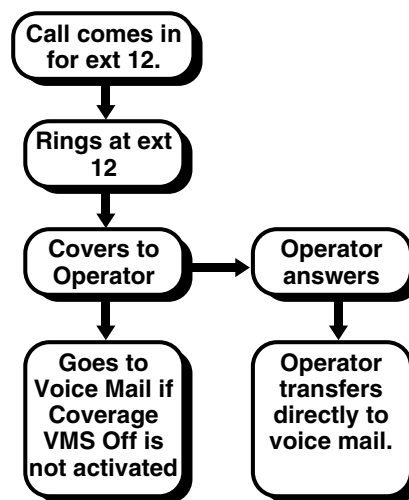 Call comes in
for ext 12.
Rings at ext
12
Covers to
Operator
Operator
answers
Goes to
Voice Mail if
Coverage
VMS Off is
not activated
Operator
transfers
directly to
voice mail.